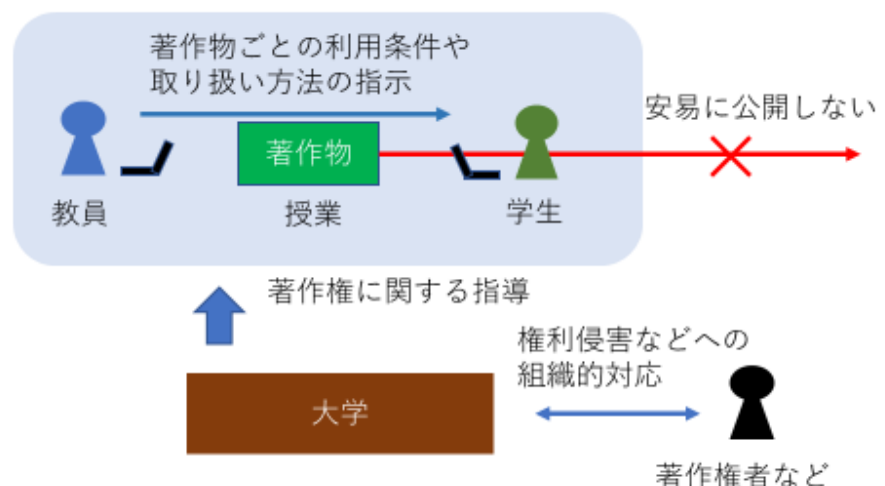 著作物ごとの利用条件や
取り扱い方法の指示
安易に公開しない
著作物
教員
授業
学生
著作権に関する指導
権利侵害などへの
組織的対応
大学
著作権者など